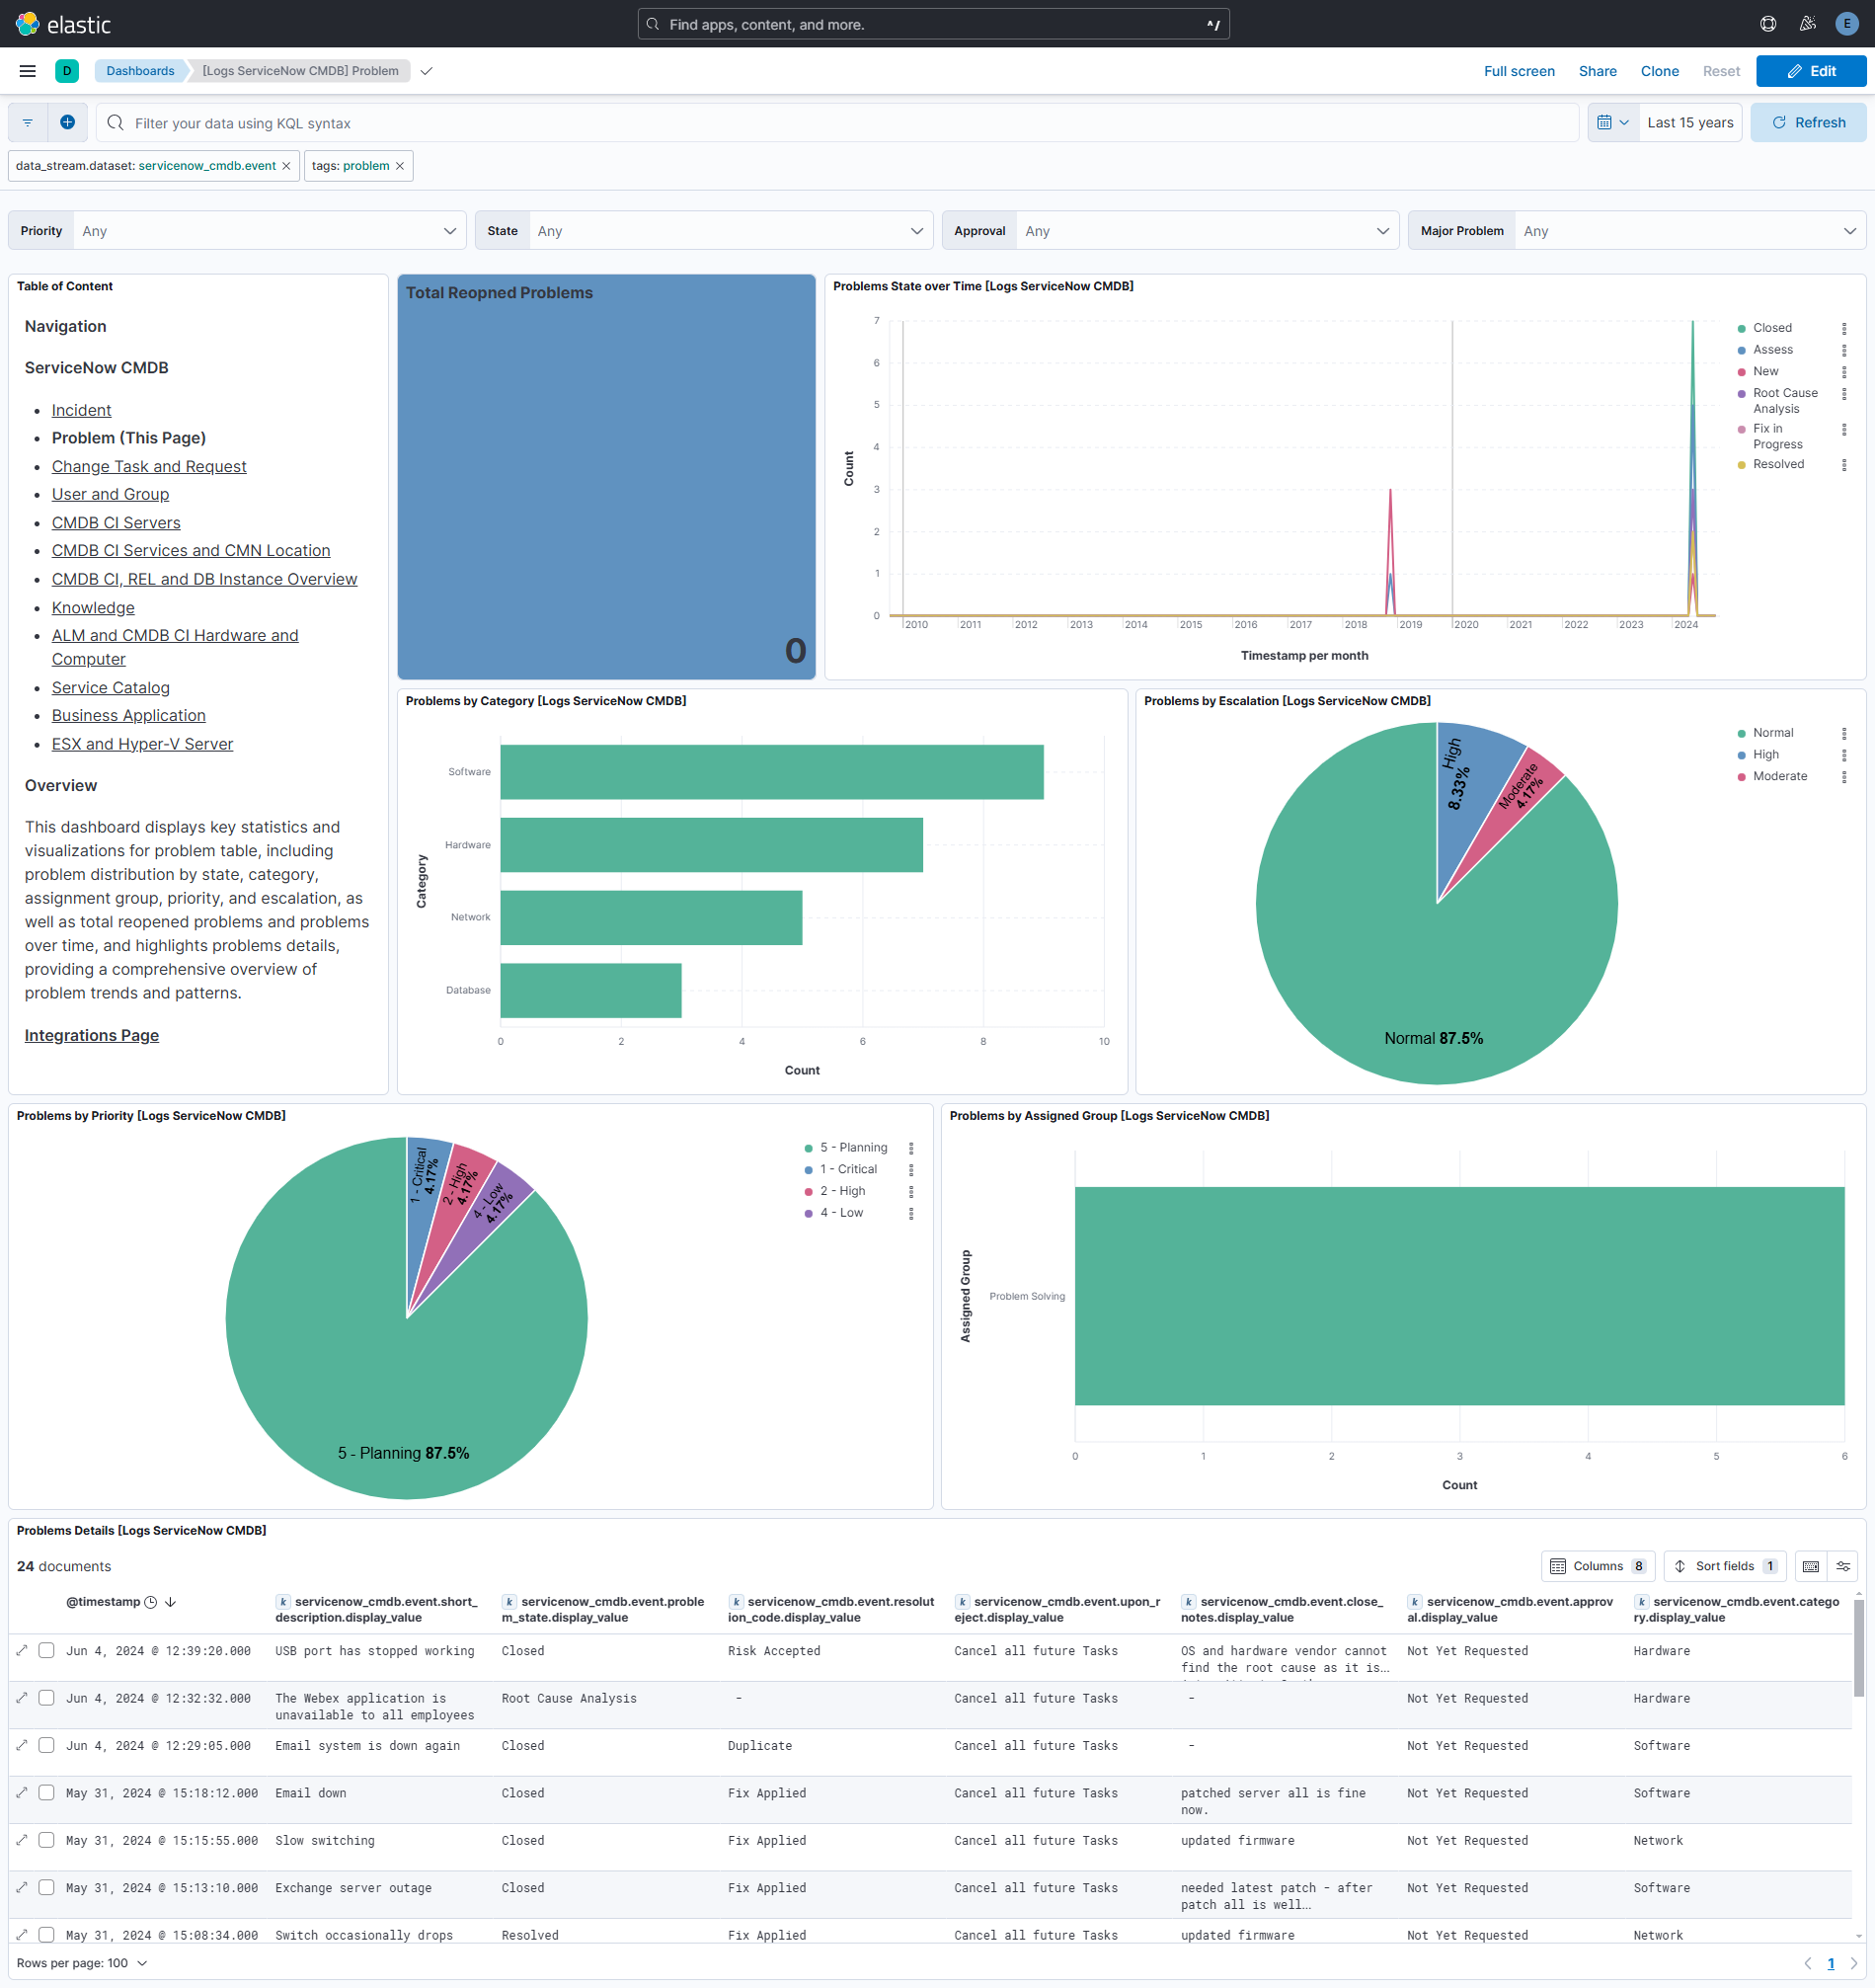 elastic
Find apps, content, and more.
^/
E
D
Dashboards
[Logs ServiceNow CMDB] Problem
Full screen
Share
Clone
Reset
Edit
Filter your data using KQL syntax
Last 15 years
Refresh
data_stream.dataset: servicenow_cmdb.event
tags: problem
Priority Any
State Any
Approval Any
Major Problem Any
Table of Content
Navigation
ServiceNow CMDB
Incident
Problem (This Page)
Change Task and Request
User and Group
CMDB CI Servers
CMDB CI Services and CMN Location
CMDB CI, REL and DB Instance Overview
Knowledge
ALM and CMDB CI Hardware and
Computer
Service Catalog
Business Application
ESX and Hyper-V Server
Overview
This dashboard displays key statistics and
visualizations for problem table, including
problem distribution by state, category,
assignment group, priority, and escalation, as
well as total reopened problems and problems
over time, and highlights problems details,
providing a comprehensive overview of
problem trends and patterns.
Integrations Page
Total Reopned Problems
0
Problems State over Time [Logs ServiceNow CMDB]
Count
7
6
5
4
3
2
1
0
2010 2011 2012 2013 2014 2015 2016 2017 2018 2019 2020 2021 2022 2023 2024
Timestamp per month
Closed
Assess
New
Root Cause
Analysis
Fix in
Progress
Resolved
Problems by Category [Logs ServiceNow CMDB]
Category
Software
Hardware
Network
Database
0 2 4 6 8 10
Count
Problems by Escalation [Logs ServiceNow CMDB]
High
8.33%
Moderate
4.17%
Normal 87.5%
Normal
High
Moderate
Problems by Priority [Logs ServiceNow CMDB]
1 - Critical
4.17%
2 - High
4.17%
4 - Low
4.17%
5 - Planning 87.5%
5 - Planning
1 - Critical
2 - High
4 - Low
Problems by Assigned Group [Logs ServiceNow CMDB]
Assigned Group
Problem Solving
0 1 2 3 4 5 6
Count
Problems Details [Logs ServiceNow CMDB]
24 documents
Columns 8
Sort fields 1
@timestamp
k servicenow_cmdb.event.short_
description.display_value
k servicenow_cmdb.event.proble
m_state.display_value
k servicenow_cmdb.event.resolut
ion_code.display_value
k servicenow_cmdb.event.upon_r
eject.display_value
k servicenow_cmdb.event.close_
notes.display_value
k servicenow_cmdb.event.approv
al.display_value
k servicenow_cmdb.event.catego
ry.display_value
Jun 4, 2024 @ 12:39:20.000 USB port has stopped working Closed Risk Accepted Cancel all future Tasks OS and hardware vendor cannot Not Yet Requested Hardware
find the root cause as it is...
Jun 4, 2024 @ 12:32:32.000 The Webex application is Root Cause Analysis - Cancel all future Tasks - Not Yet Requested Hardware
unavailable to all employees
Jun 4, 2024 @ 12:29:05.000 Email system is down again Closed Duplicate Cancel all future Tasks - Not Yet Requested Software
May 31, 2024 @ 15:18:12.000 Email down Closed Fix Applied Cancel all future Tasks patched server all is fine Not Yet Requested Software
now.
May 31, 2024 @ 15:15:55.000 Slow switching Closed Fix Applied Cancel all future Tasks updated firmware Not Yet Requested Network
May 31, 2024 @ 15:13:10.000 Exchange server outage Closed Fix Applied Cancel all future Tasks needed latest patch - after Not Yet Requested Software
patch all is well...
May 31, 2024 @ 15:08:34.000 Switch occasionally drops Resolved Fix Applied Cancel all future Tasks updated firmware Not Yet Requested Network
Rows per page: 100
1